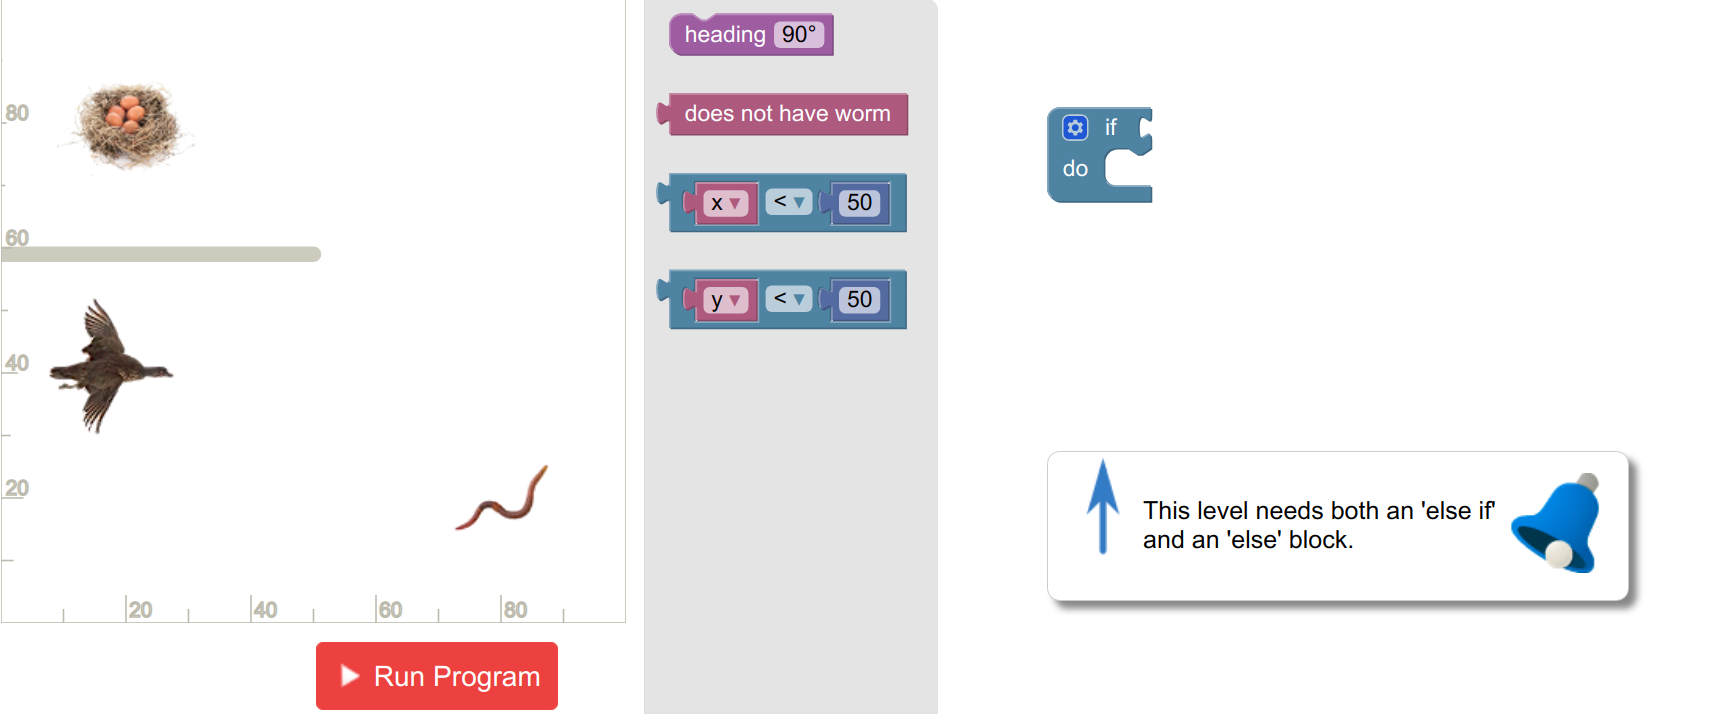 80
60
40
20
20
40
60
80
Run Program
heading 90°
does not have worm
x ▼ < ▼ 50
y ▼ < ▼ 50
if
do
This level needs both an 'else if'
and an 'else' block.